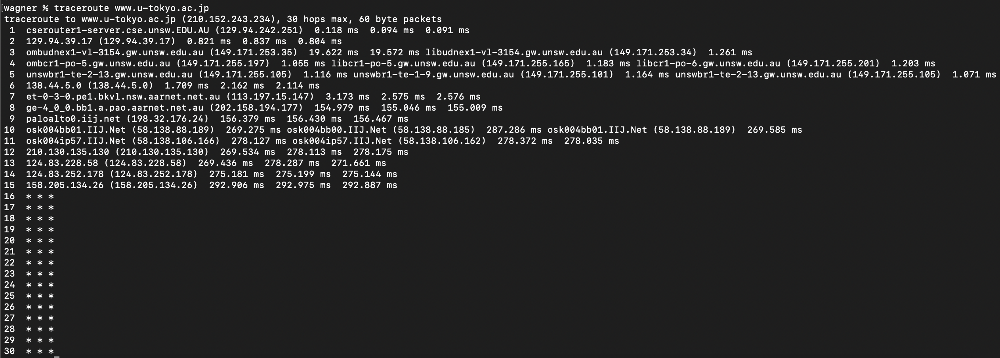 [wagner % traceroute www.u-tokyo.ac.jp
traceroute to www.u-tokyo.ac.jp (210.152.243.234), 30 hops max, 60 byte packets
 1  cserouter1-server.cse.unsw.EDU.AU (129.94.242.251)  0.118 ms  0.094 ms  0.091 ms
 2  129.94.39.17 (129.94.39.17)  0.821 ms  0.837 ms  0.804 ms
 3  ombudnex1-vl-3154.gw.unsw.edu.au (149.171.253.35)  19.622 ms  19.572 ms libudnex1-vl-3154.gw.unsw.edu.au (149.171.253.34)  1.261 ms
 4  ombcr1-po-5.gw.unsw.edu.au (149.171.255.197)  1.055 ms libcr1-po-5.gw.unsw.edu.au (149.171.255.165)  1.183 ms libcr1-po-6.gw.unsw.edu.au (149.171.255.201)  1.203 ms
 5  unswbr1-te-2-13.gw.unsw.edu.au (149.171.255.105)  1.116 ms unswbr1-te-1-9.gw.unsw.edu.au (149.171.255.101)  1.164 ms unswbr1-te-2-13.gw.unsw.edu.au (149.171.255.105)  1.071 ms
 6  138.44.5.0 (138.44.5.0)  1.709 ms  2.162 ms  2.114 ms
 7  et-0-3-0.pe1.bkvl.nsw.aarnet.net.au (113.197.15.147)  3.173 ms  2.575 ms  2.576 ms
 8  ge-4_0_0.bb1.a.pao.aarnet.net.au (202.158.194.177)  154.979 ms  155.046 ms  155.009 ms
 9  paloalto0.iij.net (198.32.176.24)  156.379 ms  156.430 ms  156.467 ms
10  osk004bb01.IIJ.Net (58.138.88.189)  269.275 ms osk004bb00.IIJ.Net (58.138.88.185)  287.286 ms osk004bb01.IIJ.Net (58.138.88.189)  269.585 ms
11  osk004ip57.IIJ.Net (58.138.106.166)  278.127 ms osk004ip57.IIJ.Net (58.138.106.162)  278.372 ms  278.035 ms
12  210.130.135.130 (210.130.135.130)  269.534 ms  278.113 ms  278.175 ms
13  124.83.228.58 (124.83.228.58)  269.436 ms  278.287 ms  271.661 ms
14  124.83.252.178 (124.83.252.178)  275.181 ms  275.199 ms  275.144 ms
15  158.205.134.26 (158.205.134.26)  292.906 ms  292.975 ms  292.887 ms
16  * * *
17  * * *
18  * * *
19  * * *
20  * * *
21  * * *
22  * * *
23  * * *
24  * * *
25  * * *
26  * * *
27  * * *
28  * * *
29  * * *
30  * * *